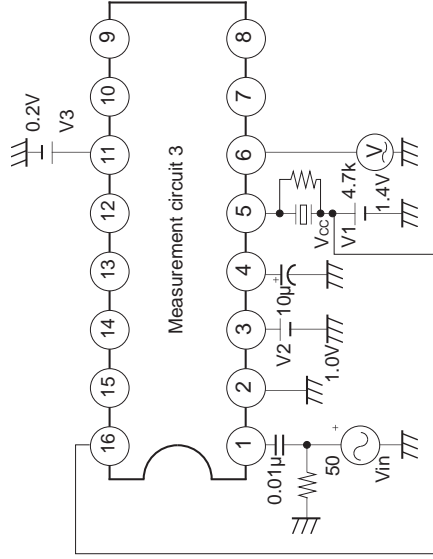 0.2V
V3
16
15
14
13
12
11
10
9
Measurement circuit 3
1
2
3
4
5
6
7
8
0.01μ
50
Vin
+
1.0V
V2
+
10μ
Vcc
V1
4.7k
1.4V
V